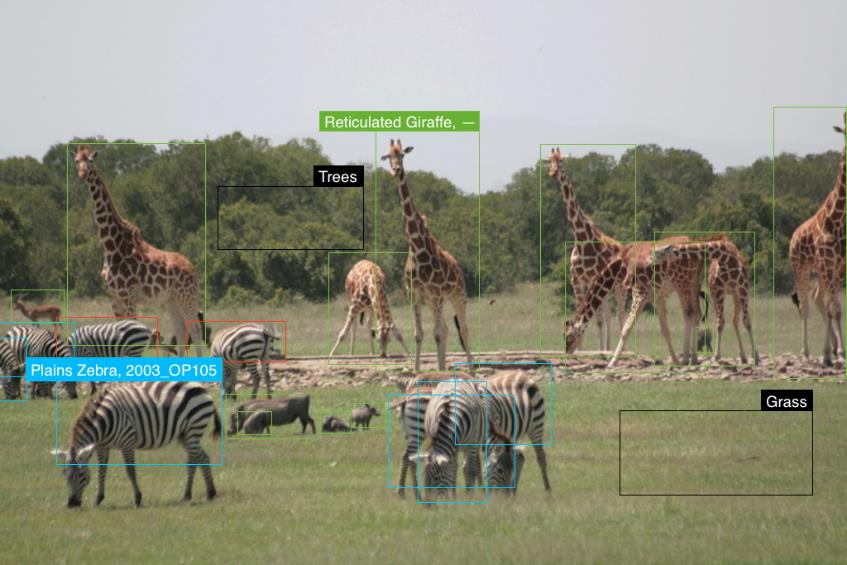 Reticulated Giraffe, —
Trees
Plains Zebra, 2003_OP105
Grass